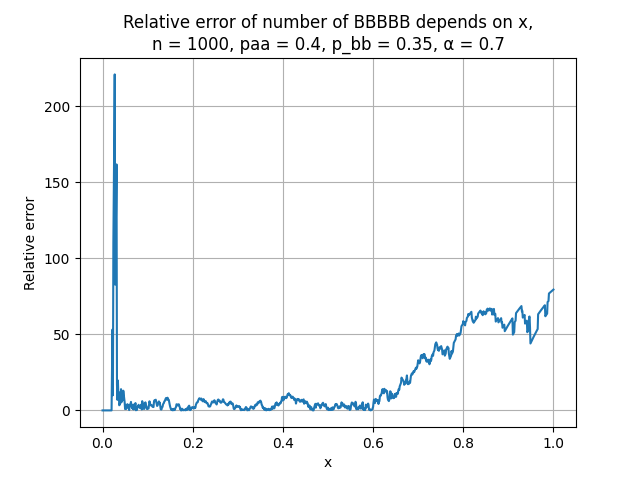 Relative error of number of BBBBB depends on x,
n = 1000, paa = 0.4, p_bb = 0.35, α = 0.7
200
150
100
50
0
Relative error
0.0 0.2 0.4 0.6 0.8 1.0
x